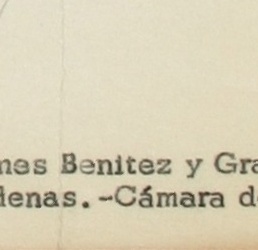 mes Benitez y Gra
denas.-Cámara d